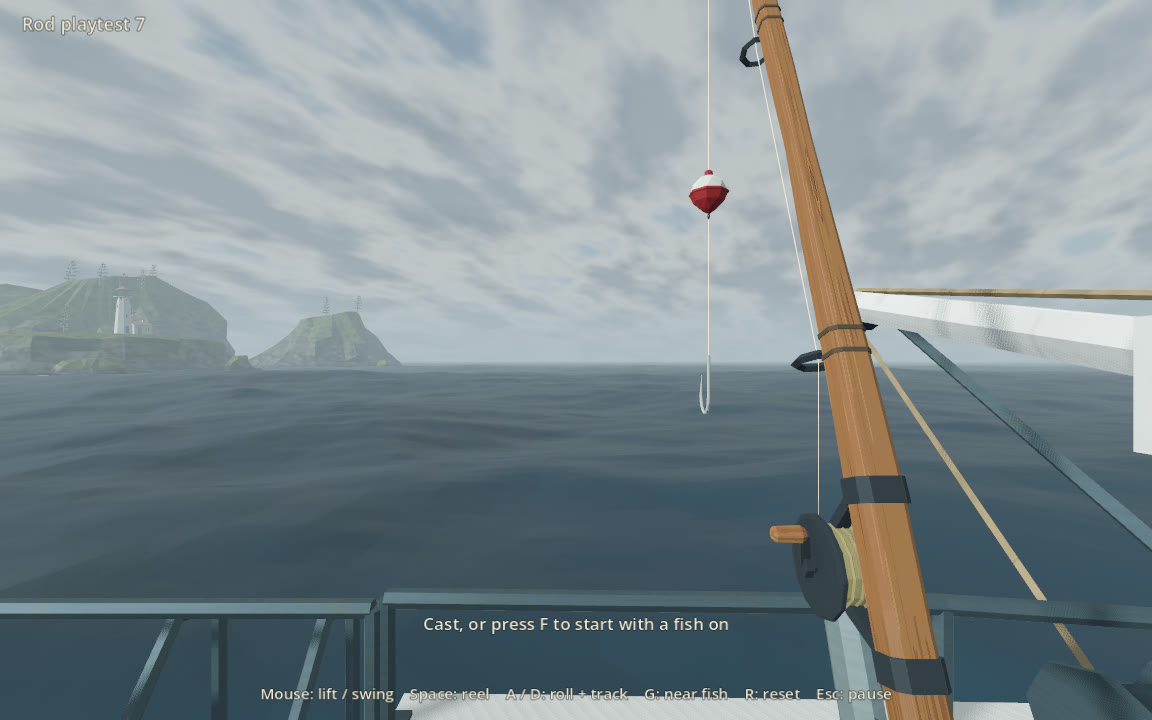 Rod playtest 7
Cast, or press F to start with a fish on
Mouse: lift / swing Space: reel A / D: roll + track G: near fish R: reset Esc: pause